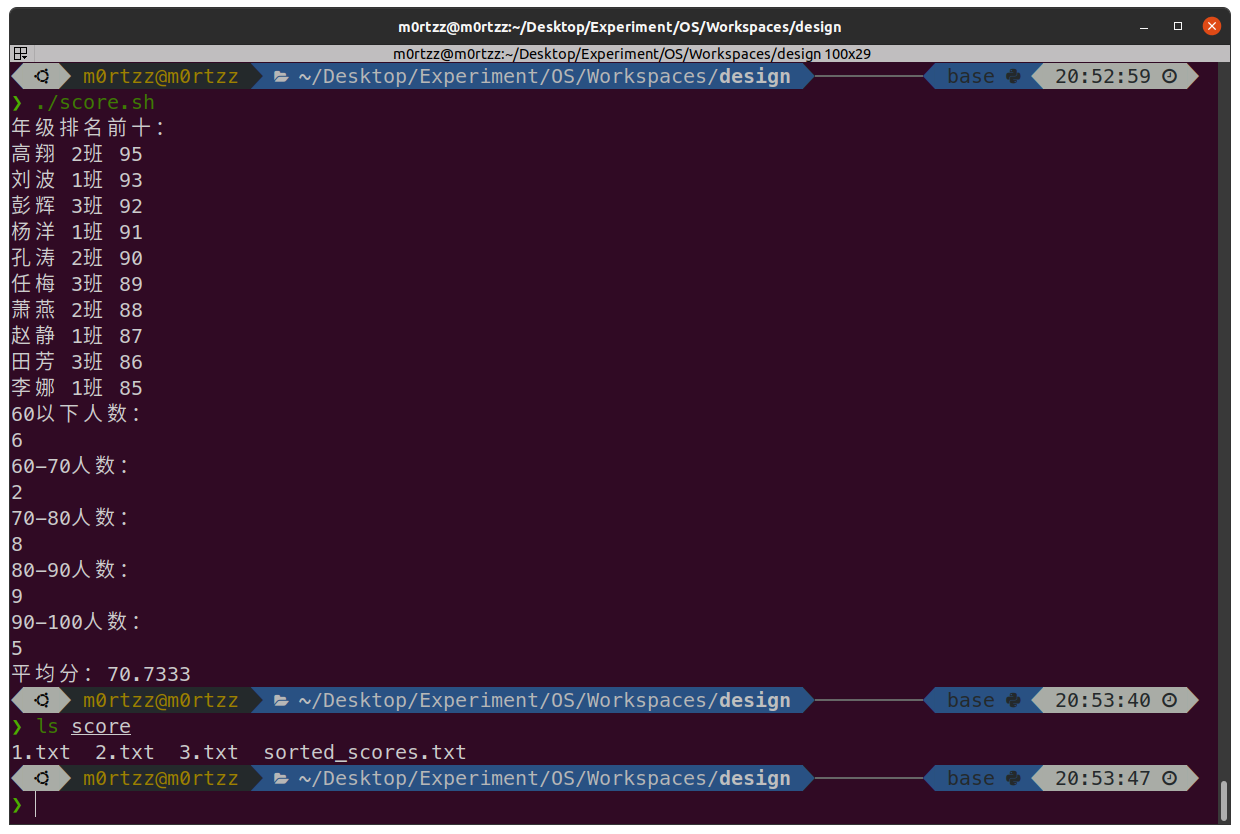 m0rtzz@m0rtzz:~/Desktop/Experiment/OS/Workspaces/design
m0rtzz@m0rtzz:~/Desktop/Experiment/OS/Workspaces/design 100x29
m0rtzz@m0rtzz ~/Desktop/Experiment/OS/Workspaces/design base 20:52:59
❯ ./score.sh
年级排名前十：
高翔 2班 95
刘波 1班 93
彭辉 3班 92
杨洋 1班 91
孔涛 2班 90
任梅 3班 89
萧燕 2班 88
赵静 1班 87
田芳 3班 86
李娜 1班 85
60以下人数：
6
60-70人数：
2
70-80人数：
8
80-90人数：
9
90-100人数：
5
平均分：70.7333
m0rtzz@m0rtzz ~/Desktop/Experiment/OS/Workspaces/design base 20:53:40
❯ ls score
1.txt 2.txt 3.txt sorted_scores.txt
m0rtzz@m0rtzz ~/Desktop/Experiment/OS/Workspaces/design base 20:53:47
❯